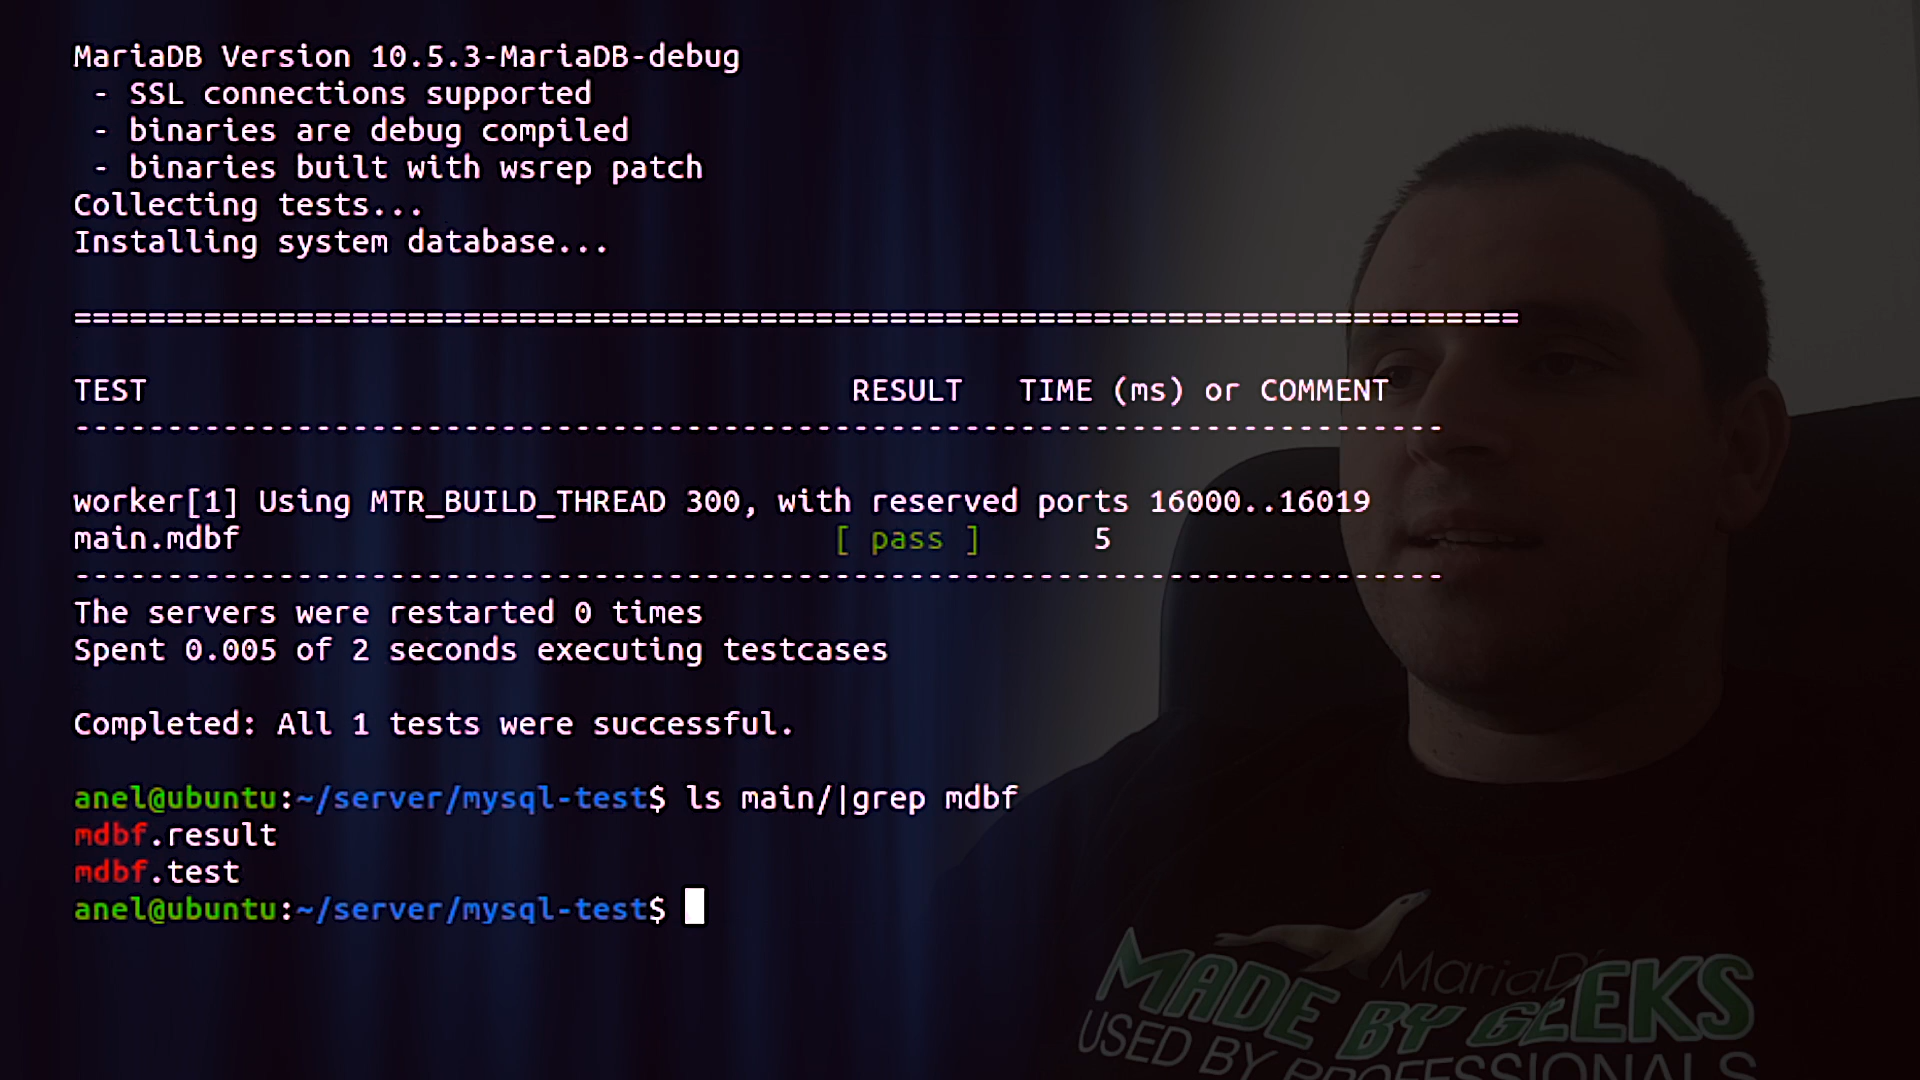 MariaDB Version 10.5.3-MariaDB-debug
 - SSL connections supported
 - binaries are debug compiled
 - binaries built with wsrep patch
Collecting tests...
Installing system database...
==============================================================================
TEST                                      RESULT   TIME (ms) or COMMENT
--------------------------------------------------------------------------
worker[1] Using MTR_BUILD_THREAD 300, with reserved ports 16000..16019
main.mdbf                                [ pass ]      5
--------------------------------------------------------------------------
The servers were restarted 0 times
Spent 0.005 of 2 seconds executing testcases
Completed: All 1 tests were successful.
anel@ubuntu:~/server/mysql-test$ ls main/|grep mdbf
mdbf.result
mdbf.test
anel@ubuntu:~/server/mysql-test$
MariaDB
MADE BY GEEKS
USED BY PROFESSIONALS